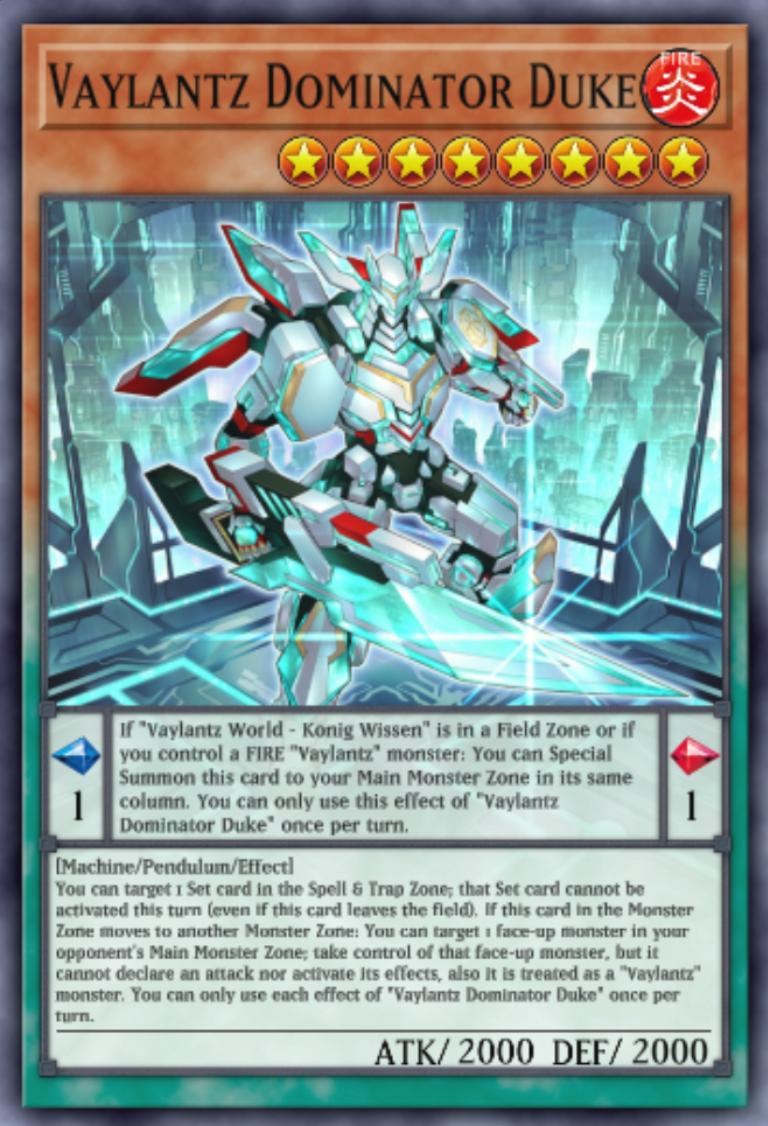 VAYLANTZ DOMINATOR DUKE
FIRE
炎
If "Vaylantz World - Konig Wissen" is in a Field Zone or if
you control a FIRE "Vaylantz" monster: You can Special
Summon this card to your Main Monster Zone in its same
column. You can only use this effect of "Vaylantz
Dominator Duke" once per turn.
1
1
[Machine/Pendulum/Effect]
You can target 1 Set card in the Spell & Trap Zone; that Set card cannot be
activated this turn (even if this card leaves the field). If this card in the Monster
Zone moves to another Monster Zone: You can target 1 face-up monster in your
opponent's Main Monster Zone; take control of that face-up monster, but it
cannot declare an attack nor activate its effects, also it is treated as a "Vaylantz"
monster. You can only use each effect of "Vaylantz Dominator Duke" once per
turn.
ATK/ 2000 DEF/ 2000